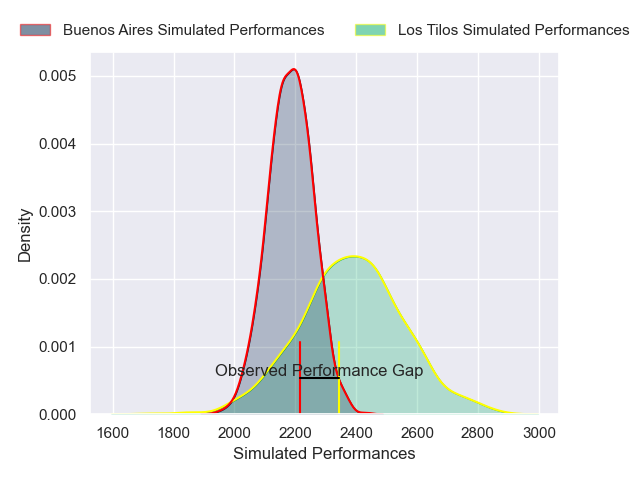 Buenos Aires Simulated Performances
Los Tilos Simulated Performances
0.005
0.004
0.003
0.002
0.001
0.000
Density
Observed Performance Gap
1600 1800 2000 2200 2400 2600 2800 3000
Simulated Performances